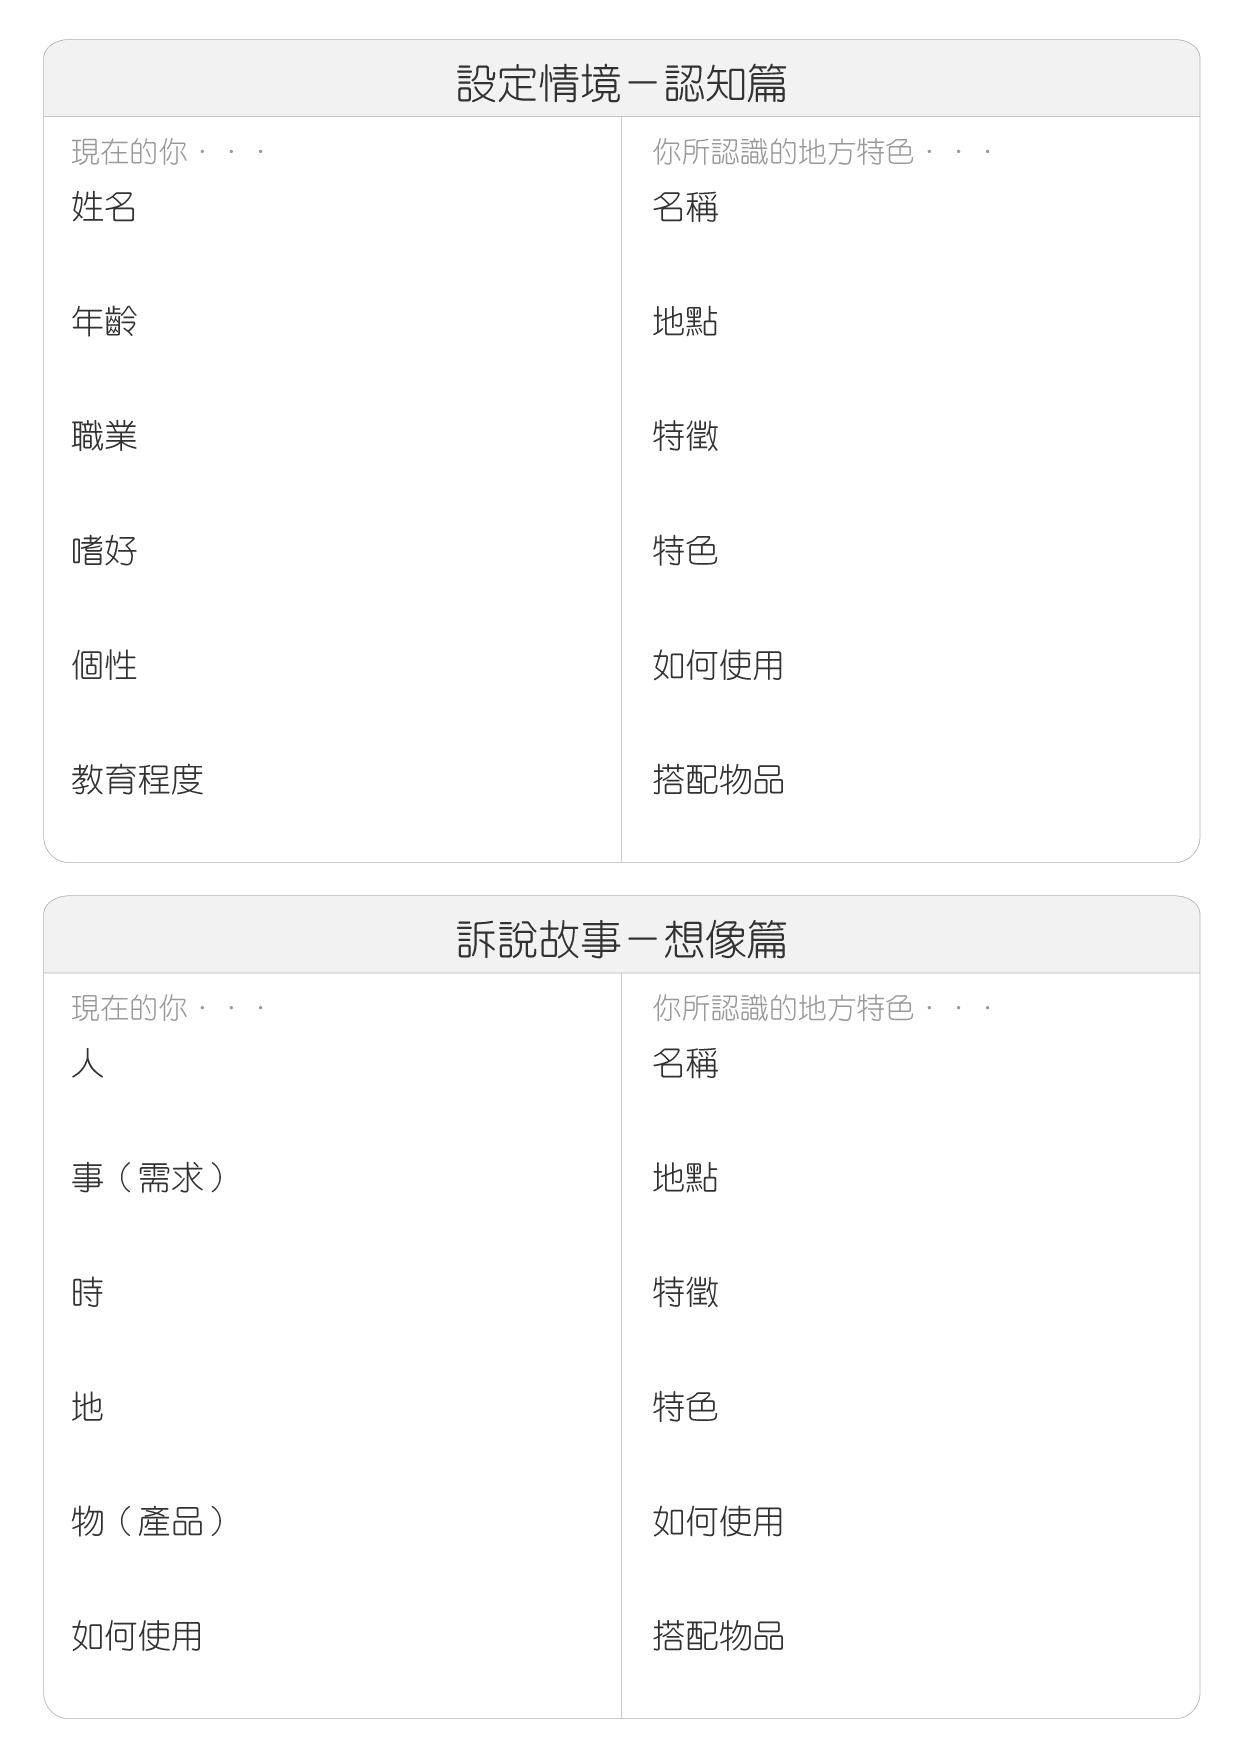 設定情境－認知篇
現在的你・・・
姓名
年齡
職業
嗜好
個性
教育程度
你所認識的地方特色・・・
名稱
地點
特徵
特色
如何使用
搭配物品
訴說故事－想像篇
現在的你・・・
人
事（需求）
時
地
物（產品）
如何使用
你所認識的地方特色・・・
名稱
地點
特徵
特色
如何使用
搭配物品